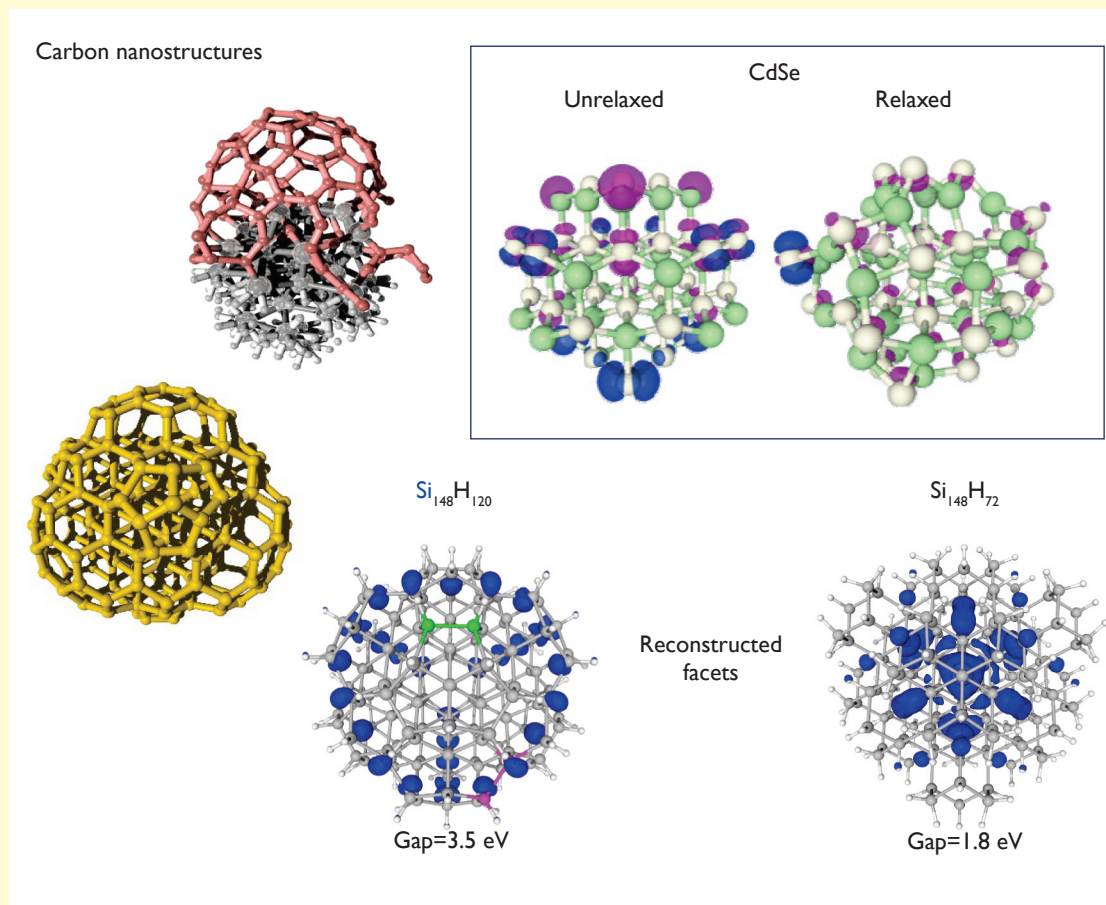 Carbon nanostructures
CdSe
Unrelaxed Relaxed
Si₁₄₈H₁₂₀ Si₁₄₈H₇₂
Reconstructed
facets
Gap=3.5 eV Gap=1.8 eV